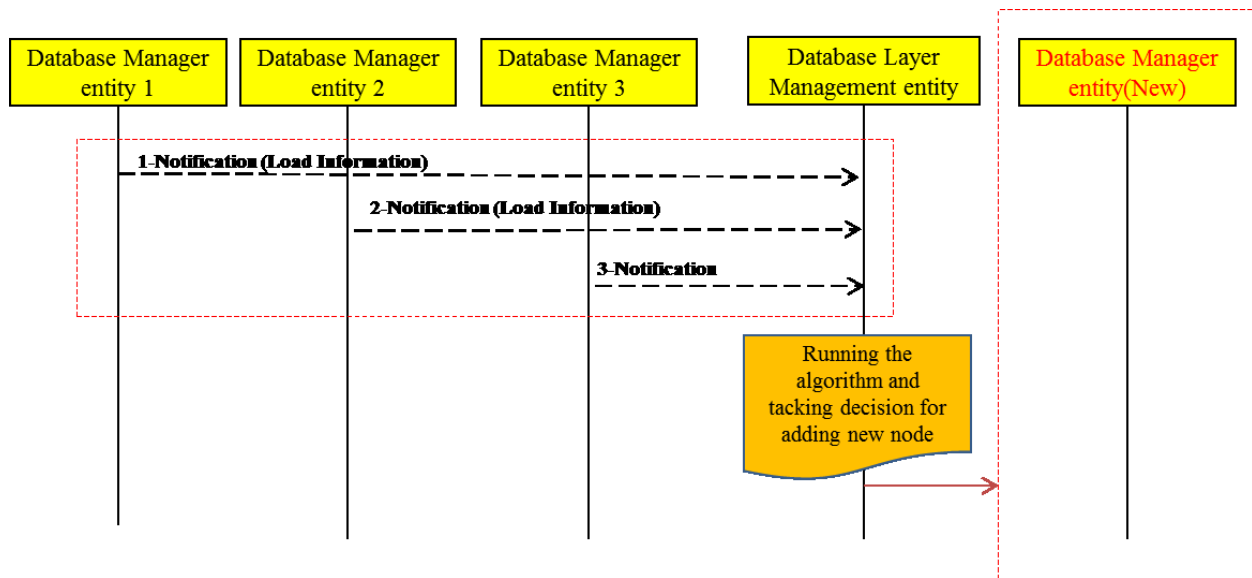 Database Manager
entity 1
Database Manager
entity 2
Database Manager
entity 3
Database Layer
Management entity
Database Manager
entity(New)
1-Notification (Load Information)
2-Notification (Load Information)
3-Notification
Running the
algorithm and
tacking decision for
adding new node